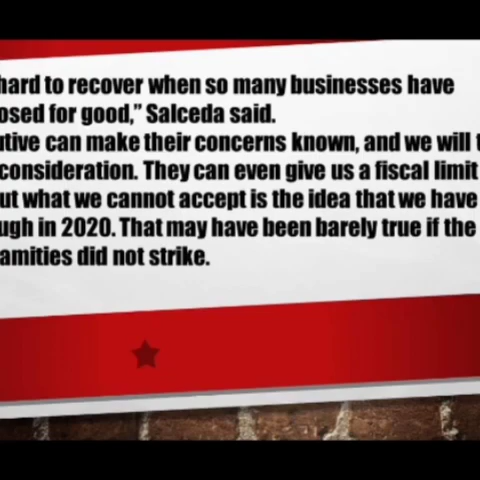 hard to recover when so many businesses have
osed for good,” Salceda said.
utive can make their concerns known, and we will t
consideration. They can even give us a fiscal limit
ut what we cannot accept is the idea that we have
ugh in 2020. That may have been barely true if the
amities did not strike.